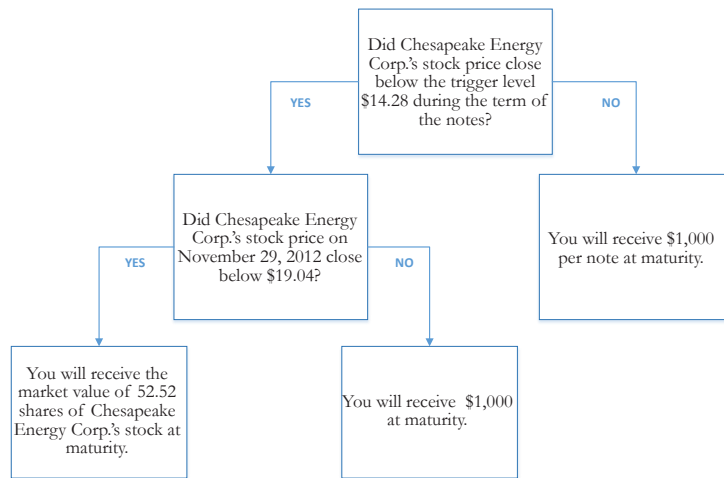 Did Chesapeake Energy
Corp.'s stock price close
below the trigger level
$14.28 during the term of
the notes?
YES
NO
Did Chesapeake Energy
Corp.'s stock price on
November 29, 2012 close
below $19.04?
You will receive $1,000
per note at maturity.
YES
NO
You will receive the
market value of 52.52
shares of Chesapeake
Energy Corp.'s stock at
maturity.
You will receive $1,000
at maturity.